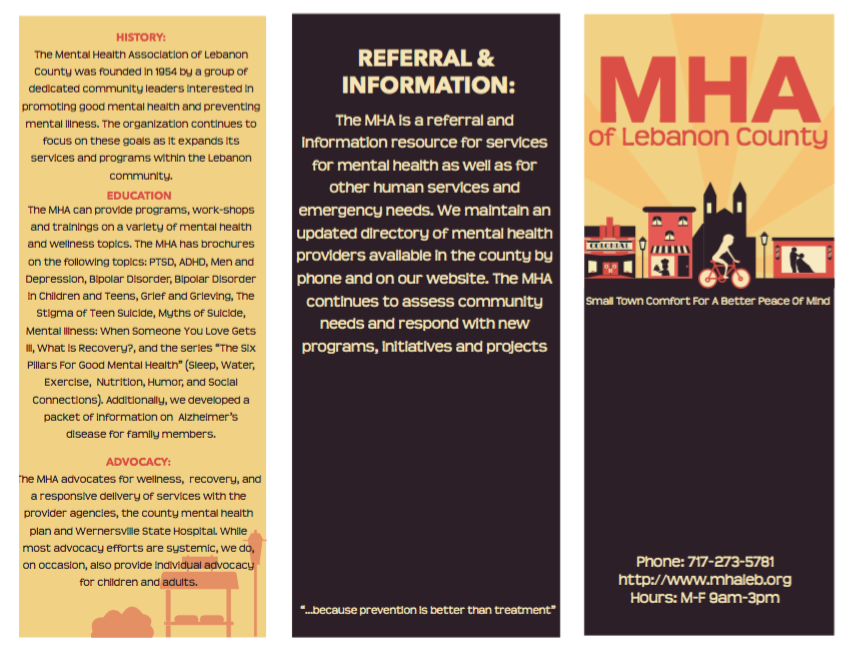 HISTORY:
The Mental Health Association of Lebanon
County was founded in 1954 by a group of
dedicated community leaders interested in
promoting good mental health and preventing
mental illness. The organization continues to
focus on these goals as it expands its
services and programs within the Lebanon
community.
EDUCATION
The MHA can provide programs, work-shops
and trainings on a variety of mental health
and wellness topics. The MHA has brochures
on the following topics: PTSD, ADHD, Men and
Depression, Bipolar Disorder, Bipolar Disorder
in Children and Teens, Grief and Grieving, The
Stigma of Teen Suicide, Myths of Suicide,
Mental Illness: When Someone You Love Gets
Ill, What is Recovery?, and the series “The Six
Pillars For Good Mental Health” (Sleep, Water,
Exercise, Nutrition, Humor, and Social
Connections). Additionally, we developed a
packet of information on Alzheimer’s
disease for family members.
ADVOCACY:
The MHA advocates for wellness, recovery, and
a responsive delivery of services with the
provider agencies, the county mental health
plan and Wernersville State Hospital. While
most advocacy efforts are systemic, we do,
on occasion, also provide individual advocacy
for children and adults.
REFERRAL &
INFORMATION:
The MHA is a referral and
information resource for services
for mental health as well as for
other human services and
emergency needs. We maintain an
updated directory of mental health
providers available in the county by
phone and on our website. The MHA
continues to assess community
needs and respond with new
programs, initiatives and projects
“...because prevention is better than treatment”
MHA
of Lebanon County
COLONIAL
Small Town Comfort For A Better Peace Of Mind
Phone: 717-273-5781
http://www.mhaleb.org
Hours: M-F 9am-3pm